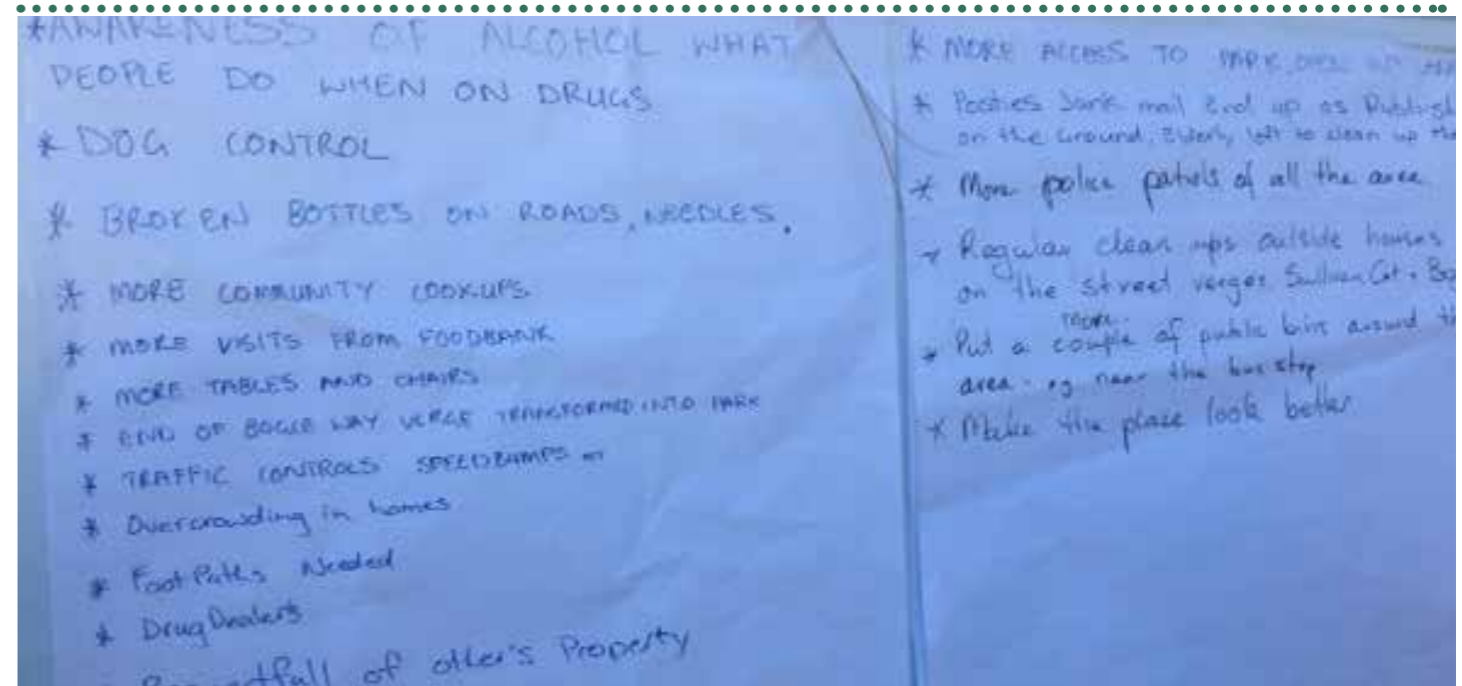 *AWARENESS OF ALCOHOL WHAT
PEOPLE DO WHEN ON DRUGS
* DOG CONTROL
* BROKEN BOTTLES ON ROADS, NEEDLES.
* MORE COMMUNITY COOKUPS
* MORE VISITS FROM FOODBANK
* MORE TABLES AND CHAIRS
* END OF BOGUE WAY VERGE TRANSFORMED INTO PARK
* TRAFFIC CONTROLS SPEEDBUMPS
* Overcrowding in homes
* Foot Paths Needed
* Drug Dealers
of other's Property
* MORE ACCESS TO PARK
* Posties Junk mail End up as Rubbish
on the Ground, Elderly left to clean up the
* More police patrols of all the area
* Regular clean ups outside houses
on the street verges Sullivan Crt
more
* Put a couple of public bins around th
area. eg near the bus stop
* Make the place look better